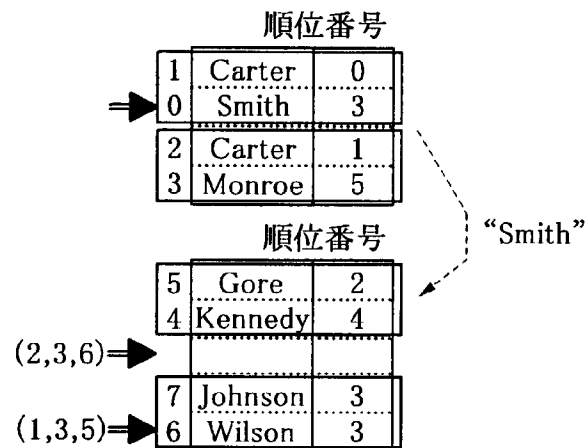 順位番号
1 Carter 0
0 Smith 3
2 Carter 1
3 Monroe 5
"Smith"
順位番号
5 Gore 2
4 Kennedy 4
(2,3,6)
7 Johnson 3
(1,3,5) 6 Wilson 3